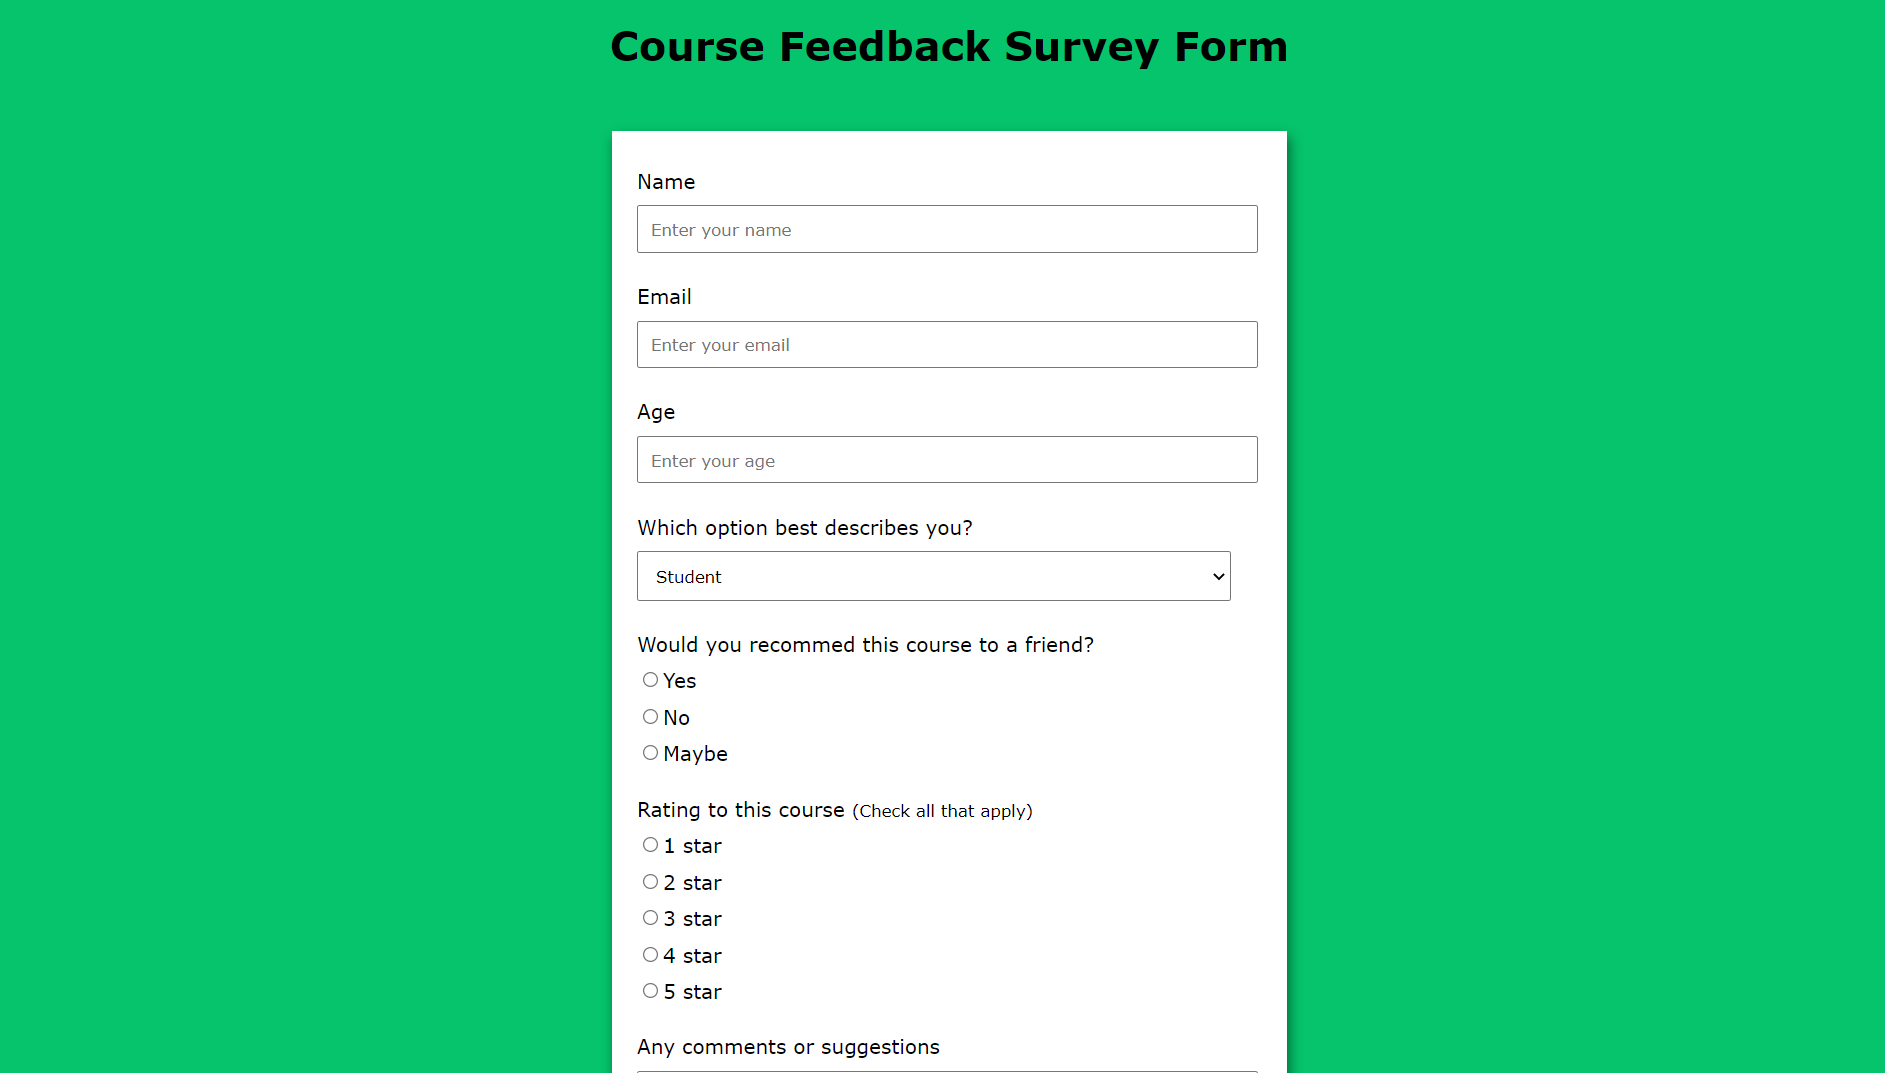 Course Feedback Survey Form
Name
Enter your name
Email
Enter your email
Age
Enter your age
Which option best describes you?
Student
Would you recommed this course to a friend?
Yes
No
Maybe
Rating to this course (Check all that apply)
1 star
2 star
3 star
4 star
5 star
Any comments or suggestions